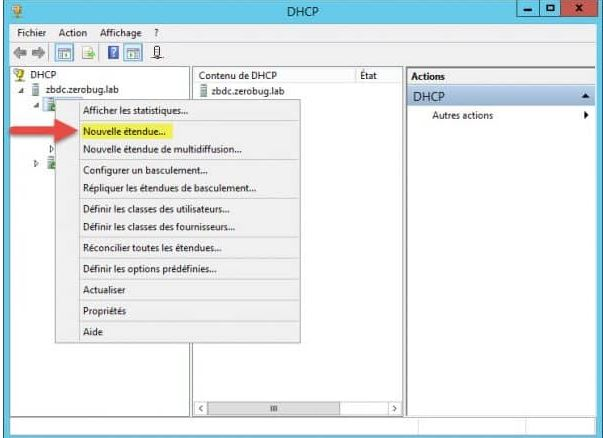 DHCP
Fichier Action Affichage ?
DHCP
zbdc.zerobug.lab
Contenu de DHCP État
zbdc.zerobug.lab
Actions
DHCP
Autres actions
Afficher les statistiques...
Nouvelle étendue...
Nouvelle étendue de multidiffusion...
Configurer un basculement...
Répliquer les étendues de basculement...
Définir les classes des utilisateurs...
Définir les classes des fournisseurs...
Réconcilier toutes les étendues...
Définir les options prédéfinies...
Actualiser
Propriétés
Aide